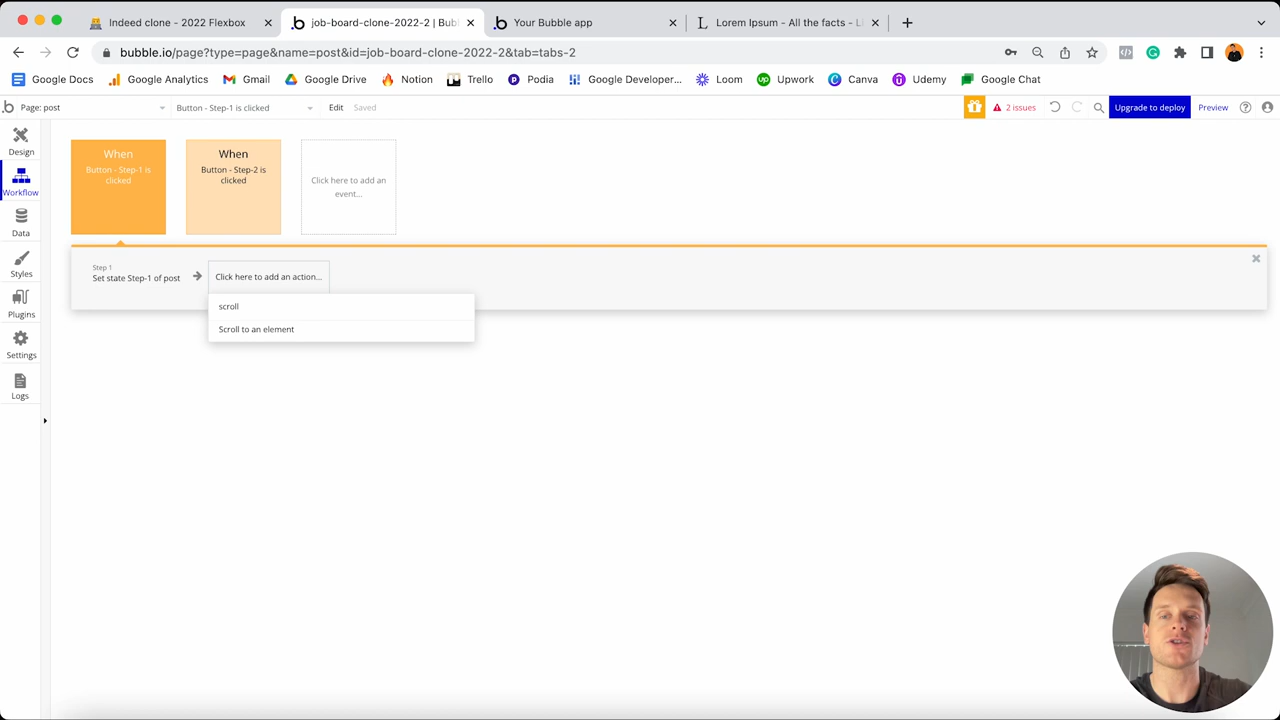 Indeed clone - 2022 Flexbox
job-board-clone-2022-2 | Bubl
Your Bubble app
Lorem Ipsum - All the facts - Li
bubble.io/page?type=page&name=post&id=job-board-clone-2022-2&tab=tabs-2
Google Docs
Google Analytics
Gmail
Google Drive
Notion
Trello
Podia
Google Developer...
Loom
Upwork
Canva
Udemy
Google Chat
Page: post
Button - Step-1 is clicked
Edit
Saved
2 issues
Upgrade to deploy
Preview
Design
Workflow
Data
Styles
Plugins
Settings
Logs
When
Button - Step-1 is
clicked
When
Button - Step-2 is
clicked
Click here to add an
event...
Step 1
Set state Step-1 of post
Click here to add an action...
scroll
Scroll to an element